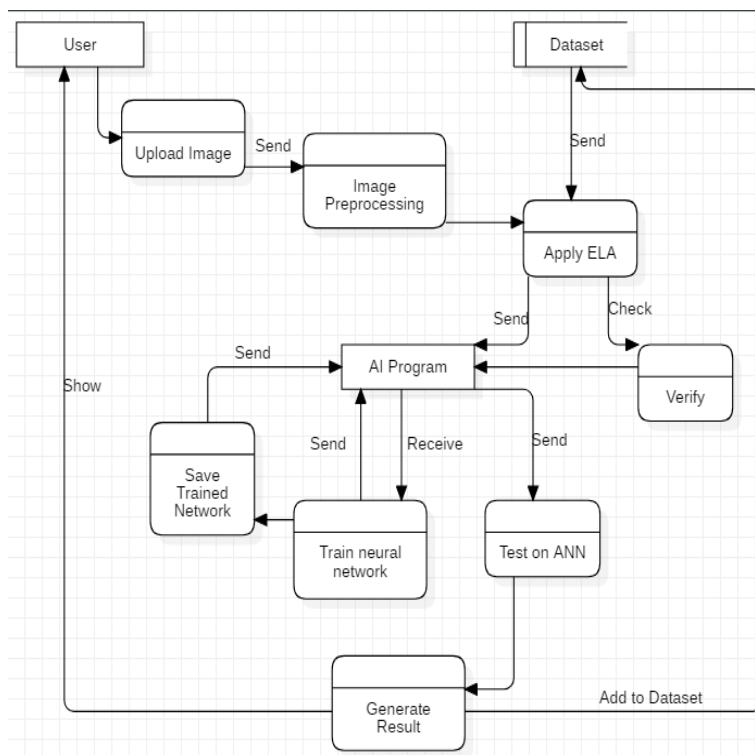 User
Dataset
Upload Image
Send
Send
Image
Preprocessing
Apply ELA
Send
Check
Send
AI Program
Verify
Show
Send
Receive
Send
Save
Trained
Network
Train neural
network
Test on ANN
Add to Dataset
Generate
Result